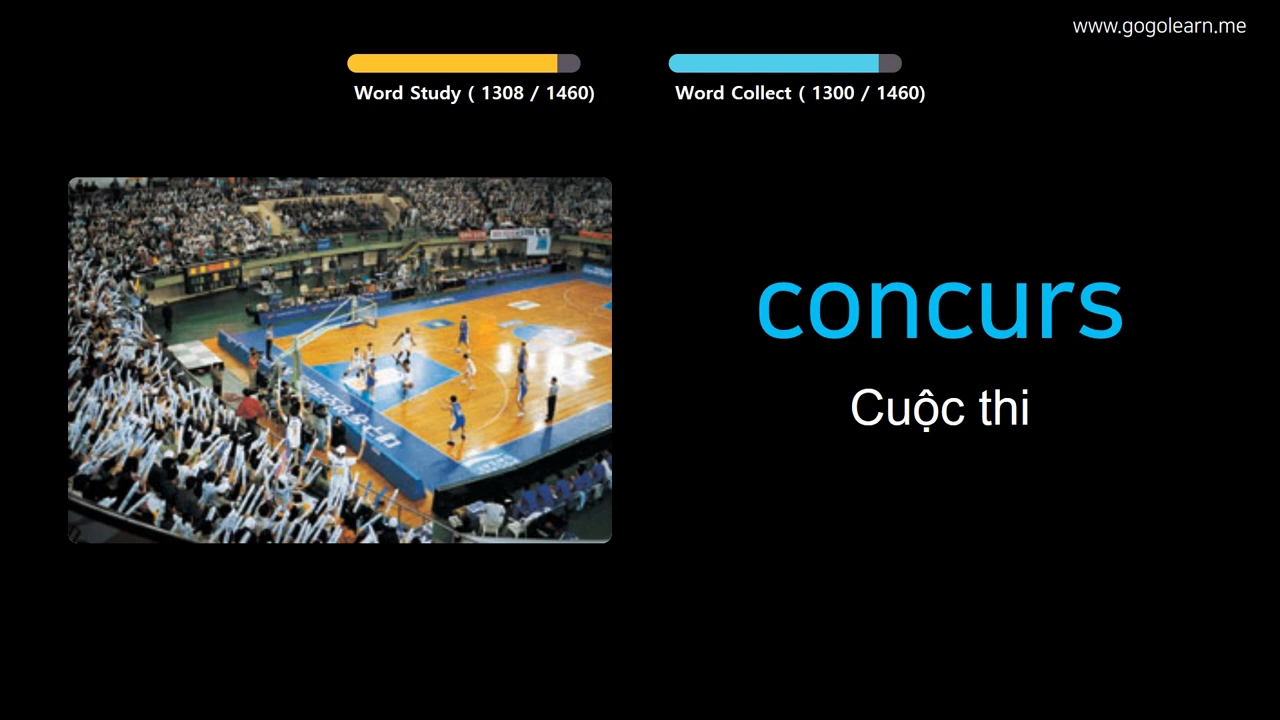 www.gogolearn.me
Word Study ( 1308 / 1460)
Word Collect ( 1300 / 1460)
concurs
Cuộc thi